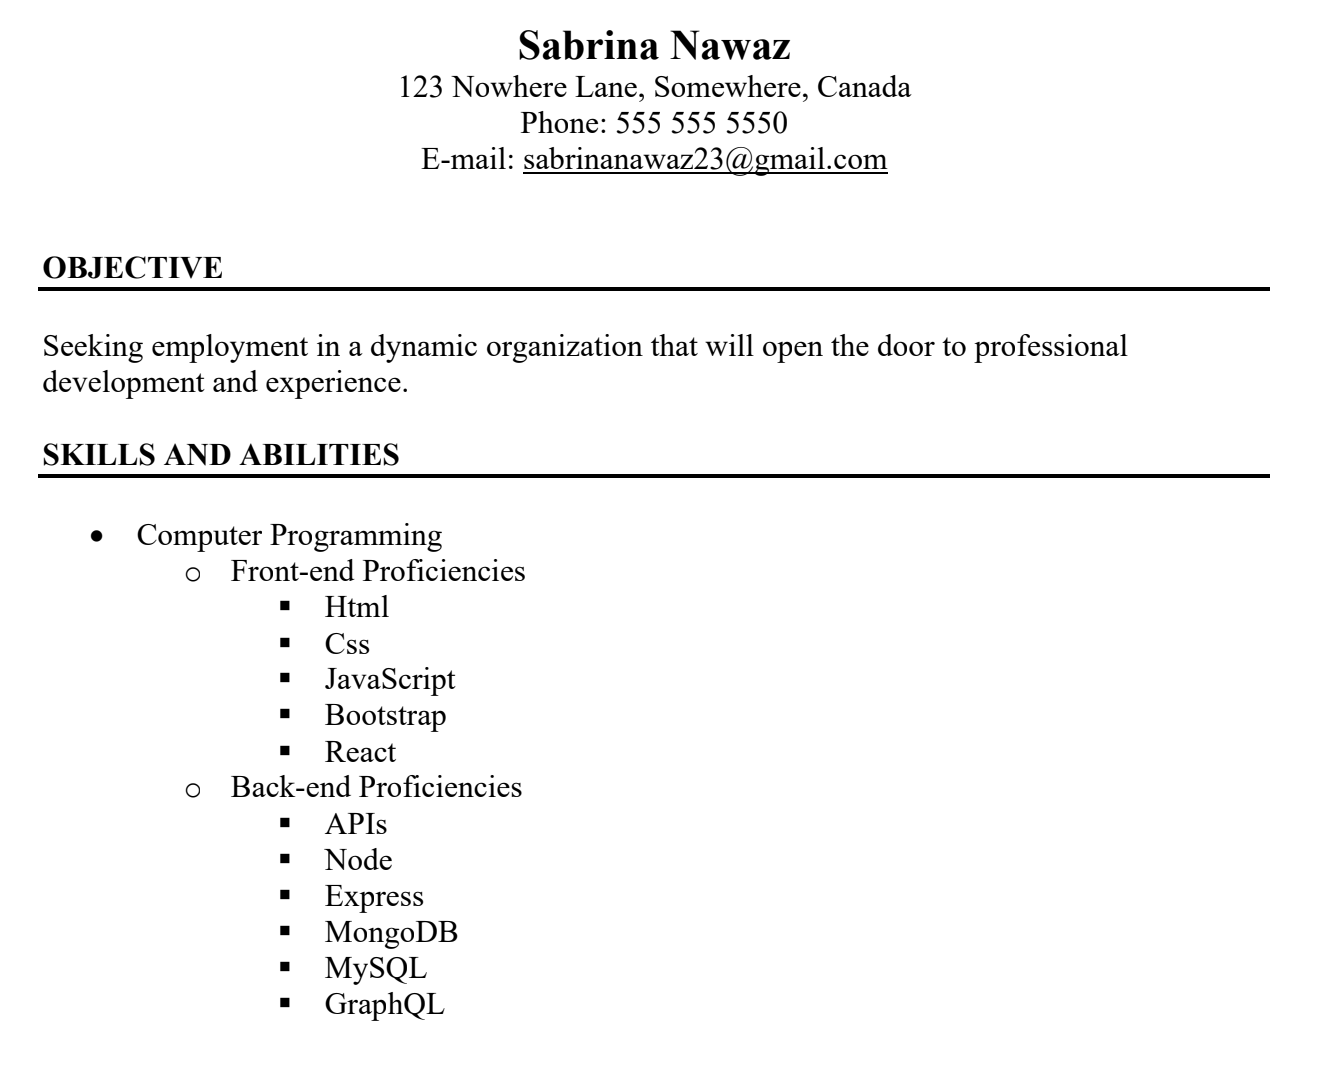 Sabrina Nawaz
123 Nowhere Lane, Somewhere, Canada
Phone: 555 555 5550
E-mail: sabrinanawaz23@gmail.com
OBJECTIVE
Seeking employment in a dynamic organization that will open the door to professional
development and experience.
SKILLS AND ABILITIES
• Computer Programming
o Front-end Proficiencies
▪ Html
▪ Css
▪ JavaScript
▪ Bootstrap
▪ React
o Back-end Proficiencies
▪ APIs
▪ Node
▪ Express
▪ MongoDB
▪ MySQL
▪ GraphQL